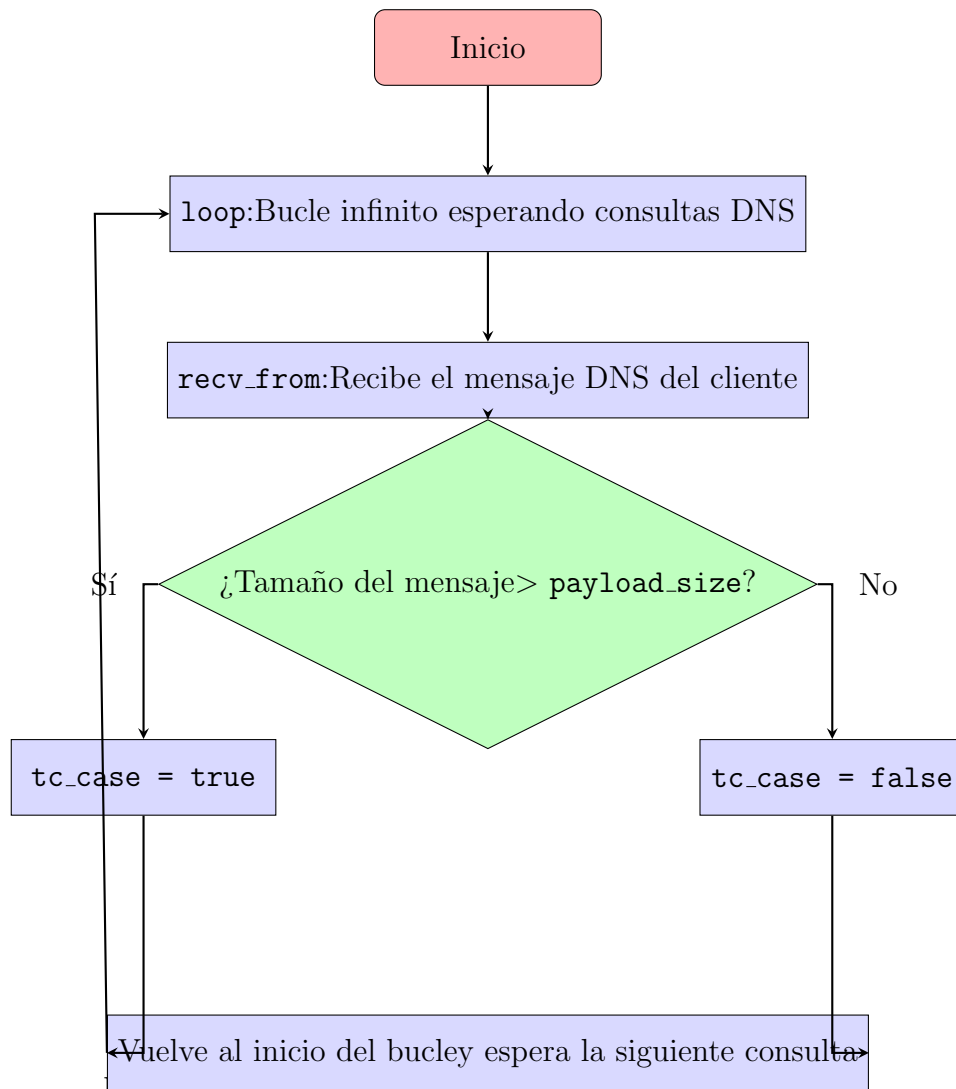 Inicio
loop:Bucle infinito esperando consultas DNS
recv_from:Recibe el mensaje DNS del cliente
Sí
¿Tamaño del mensaje> payload_size?
No
tc_case = true
tc_case = false
Vuelve al inicio del bucley espera la siguiente consulta